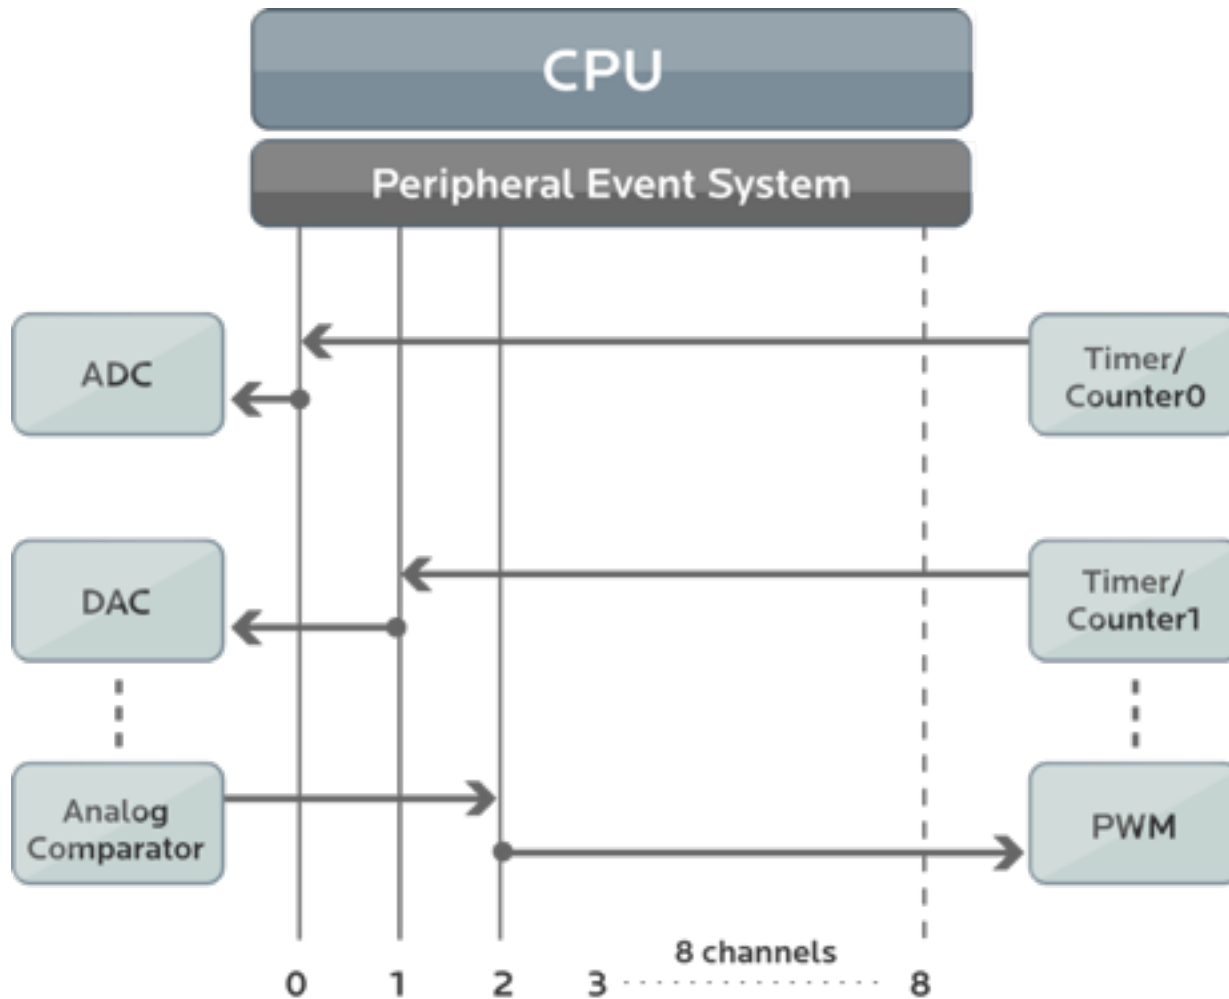 CPU
Peripheral Event System
ADC
Timer/
Counter0
DAC
Timer/
Counter1
Analog
Comparator
PWM
8 channels
0 1 2 3 8